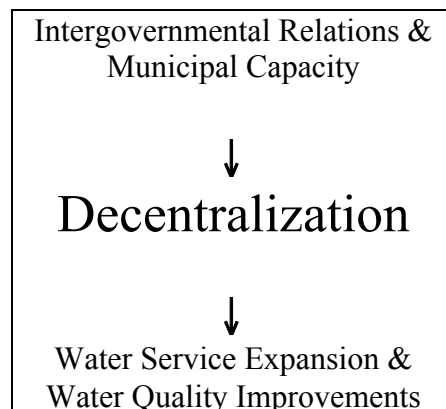 Intergovernmental Relations &
Municipal Capacity
↓
Decentralization
↓
Water Service Expansion &
Water Quality Improvements